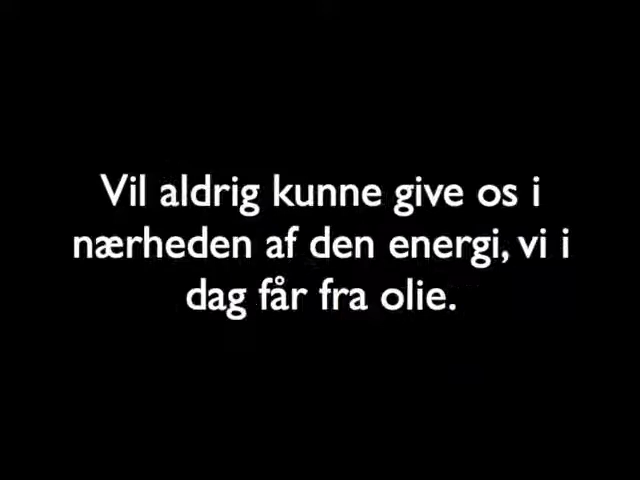 Vil aldrig kunne give os i
nærheden af den energi, vi i
dag får fra olie.